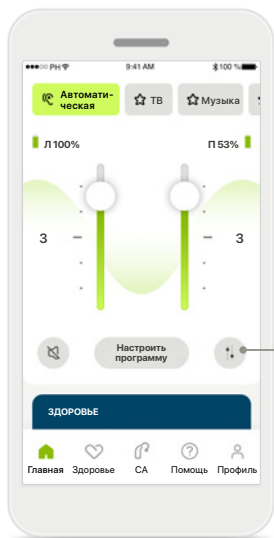 PH 9:41 AM 100 %
Автомати-
ческая
ТВ
Музыка
Л 100% П 53%
3 3
Настроить
программу
ЗДОРОВЬЕ
Главная Здоровье СА Помощь Профиль